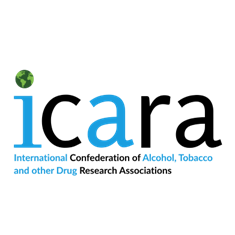 icara
International Confederation of Alcohol, Tobacco
and other Drug Research Associations